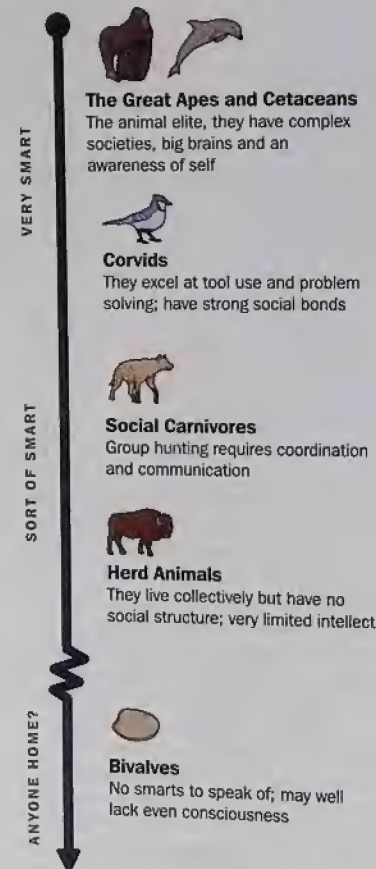 The Great Apes and Cetaceans
The animal elite, they have complex
societies, big brains and an
awareness of self
VERY SMART
Corvids
They excel at tool use and problem
solving; have strong social bonds
Social Carnivores
Group hunting requires coordination
and communication
SORT OF SMART
Herd Animals
They live collectively but have no
social structure; very limited intellect
ANYONE HOME?
Bivalves
No smarts to speak of; may well
lack even consciousness